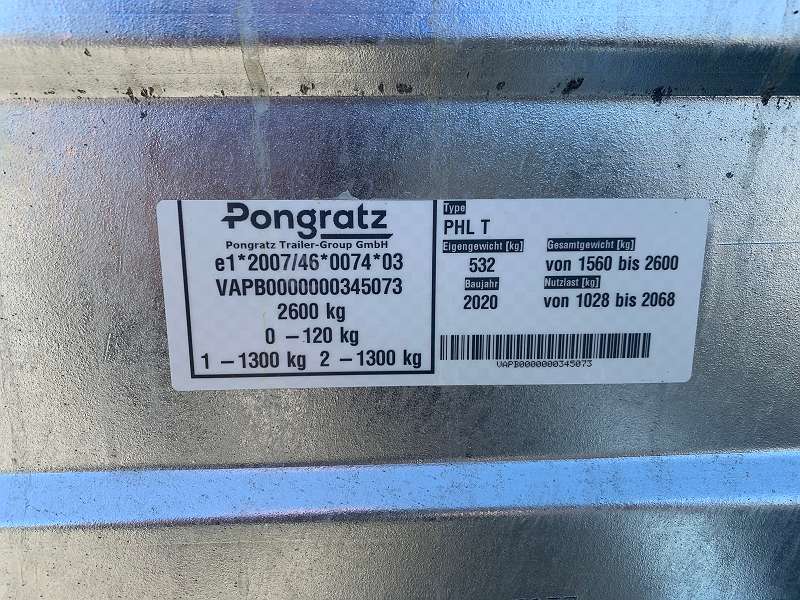 Pongratz
Pongratz Trailer-Group GmbH
e1*2007/46*0074*03
VAPB0000000345073
2600 kg
0 – 120 kg
1 – 1300 kg 2 – 1300 kg
Type
PHL T
Eigengewicht [kg] Gesamtgewicht [kg]
532 von 1560 bis 2600
Baujahr Nutzlast [kg]
2020 von 1028 bis 2068
VAPB0000000345073